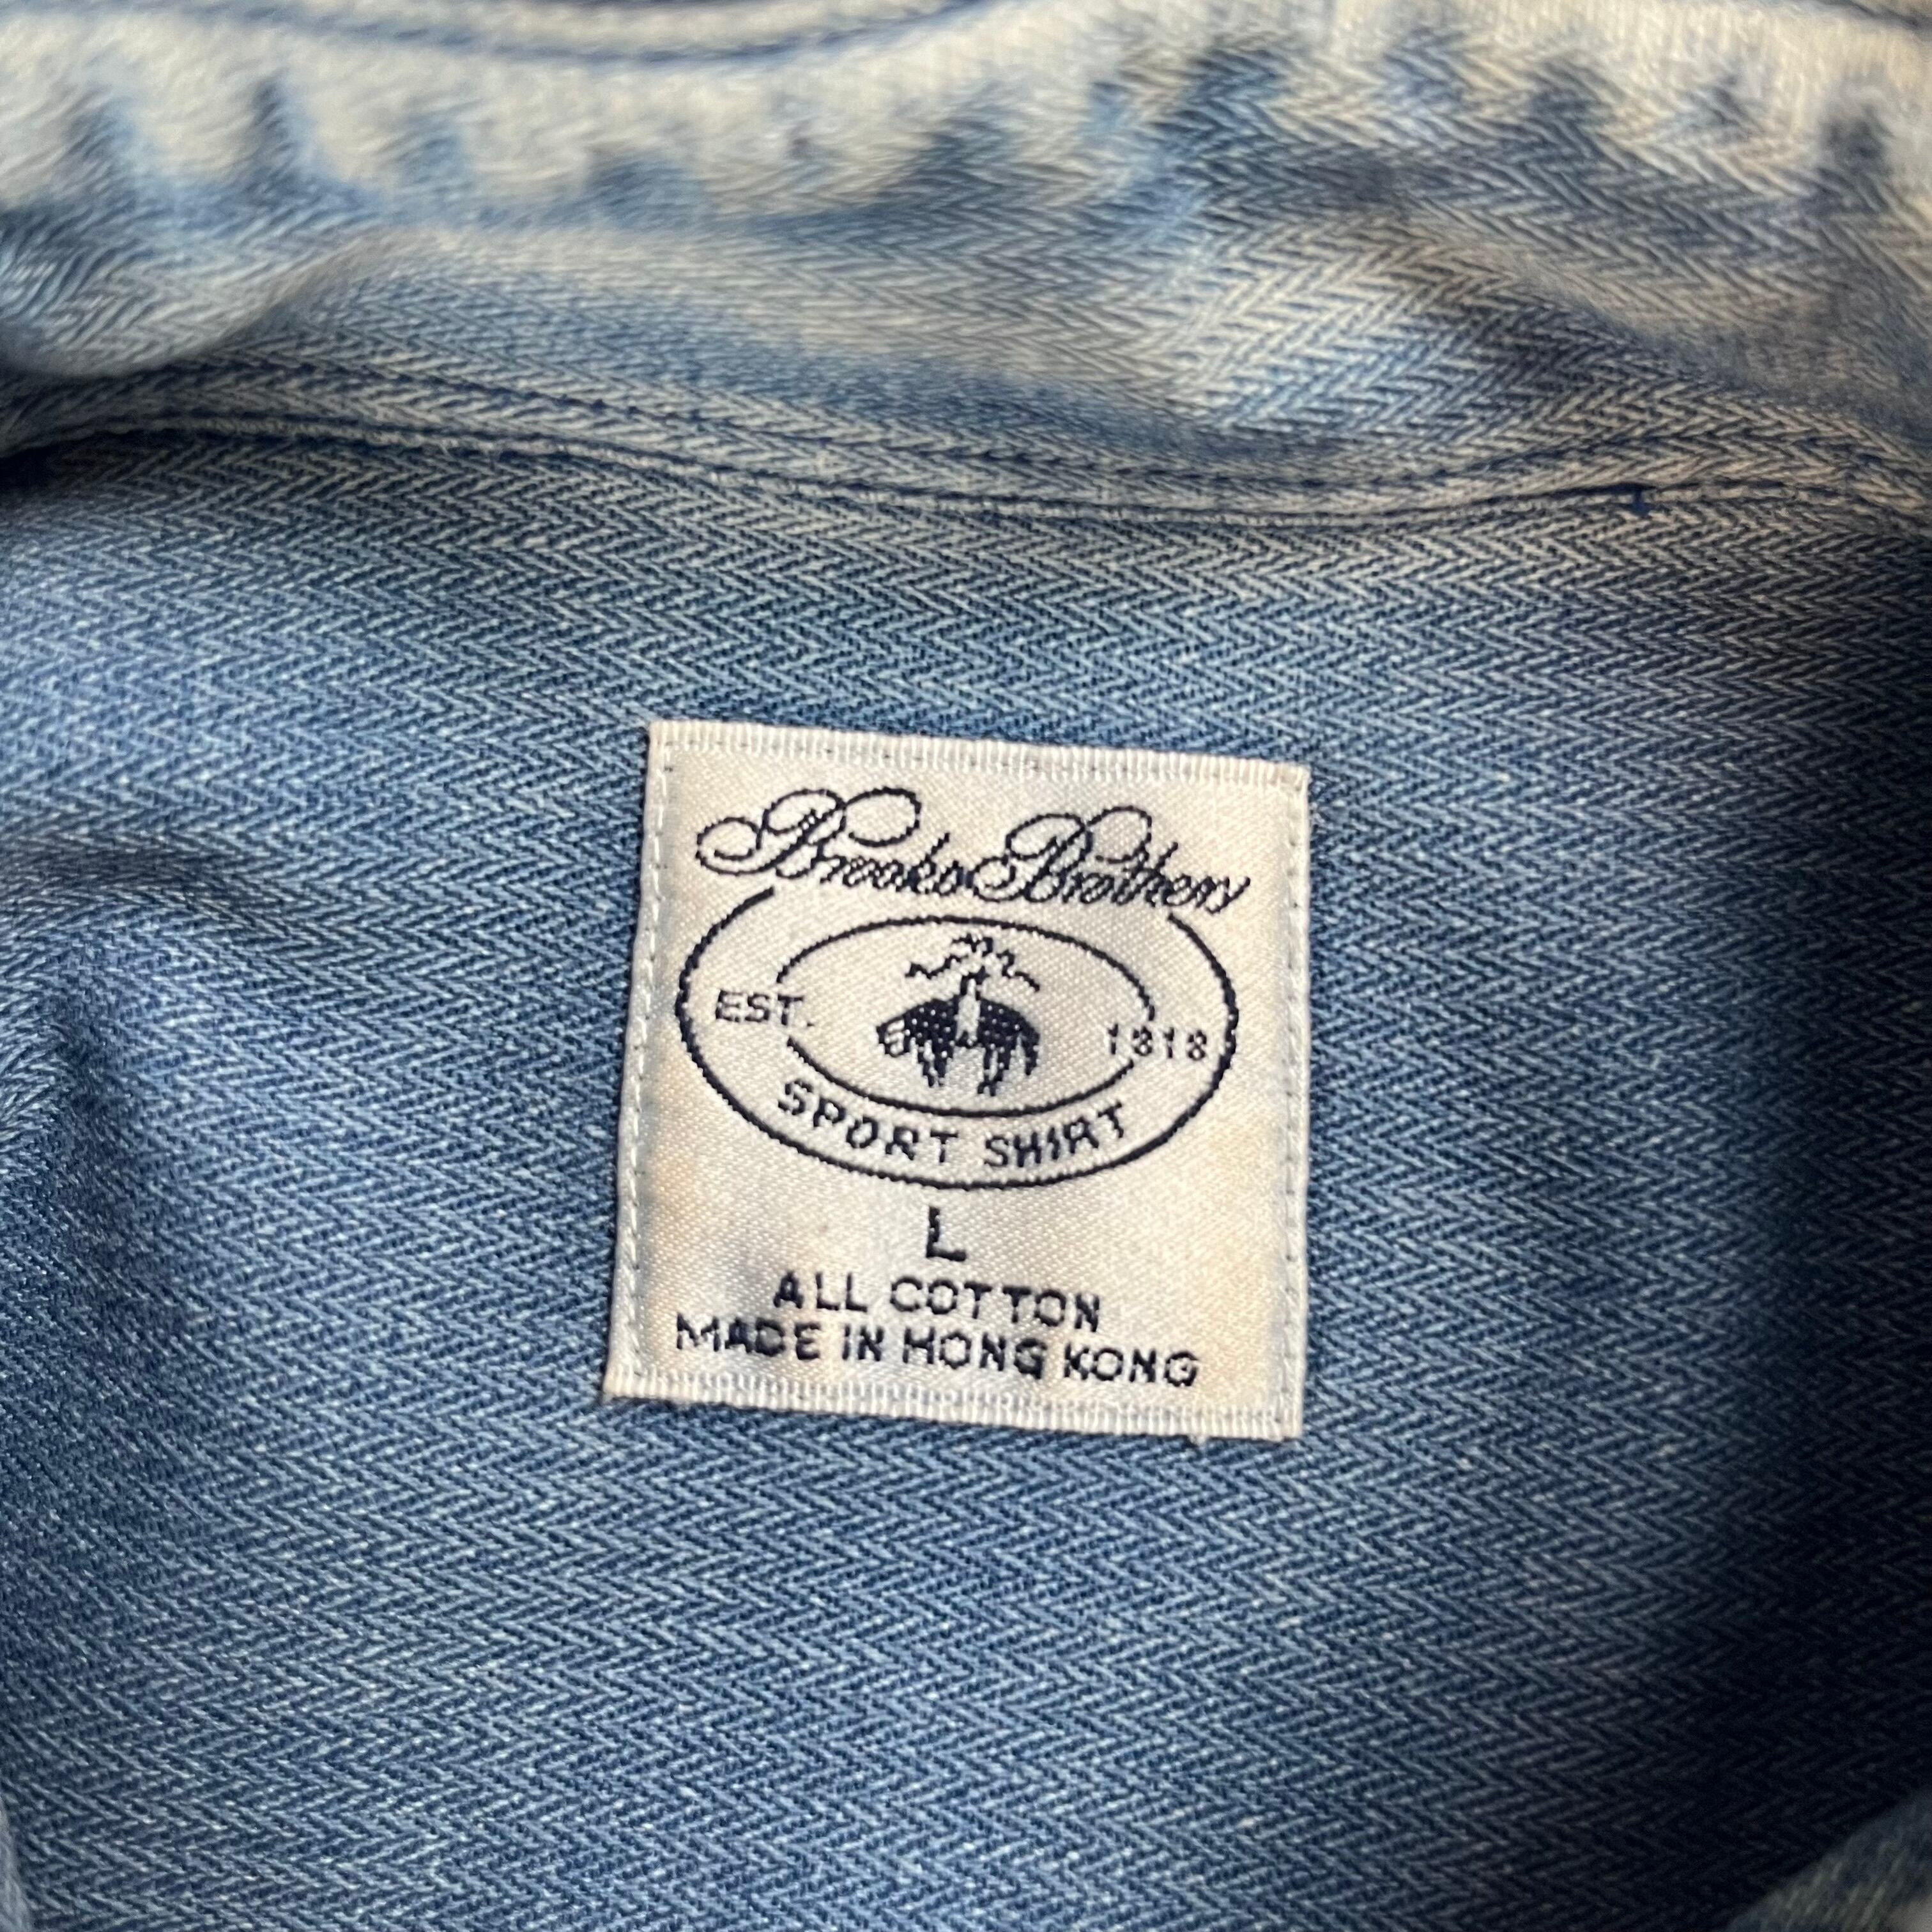 Brooks Brothers
EST. 1818
SPORT SHIRT
L
ALL COTTON
MADE IN HONG KONG